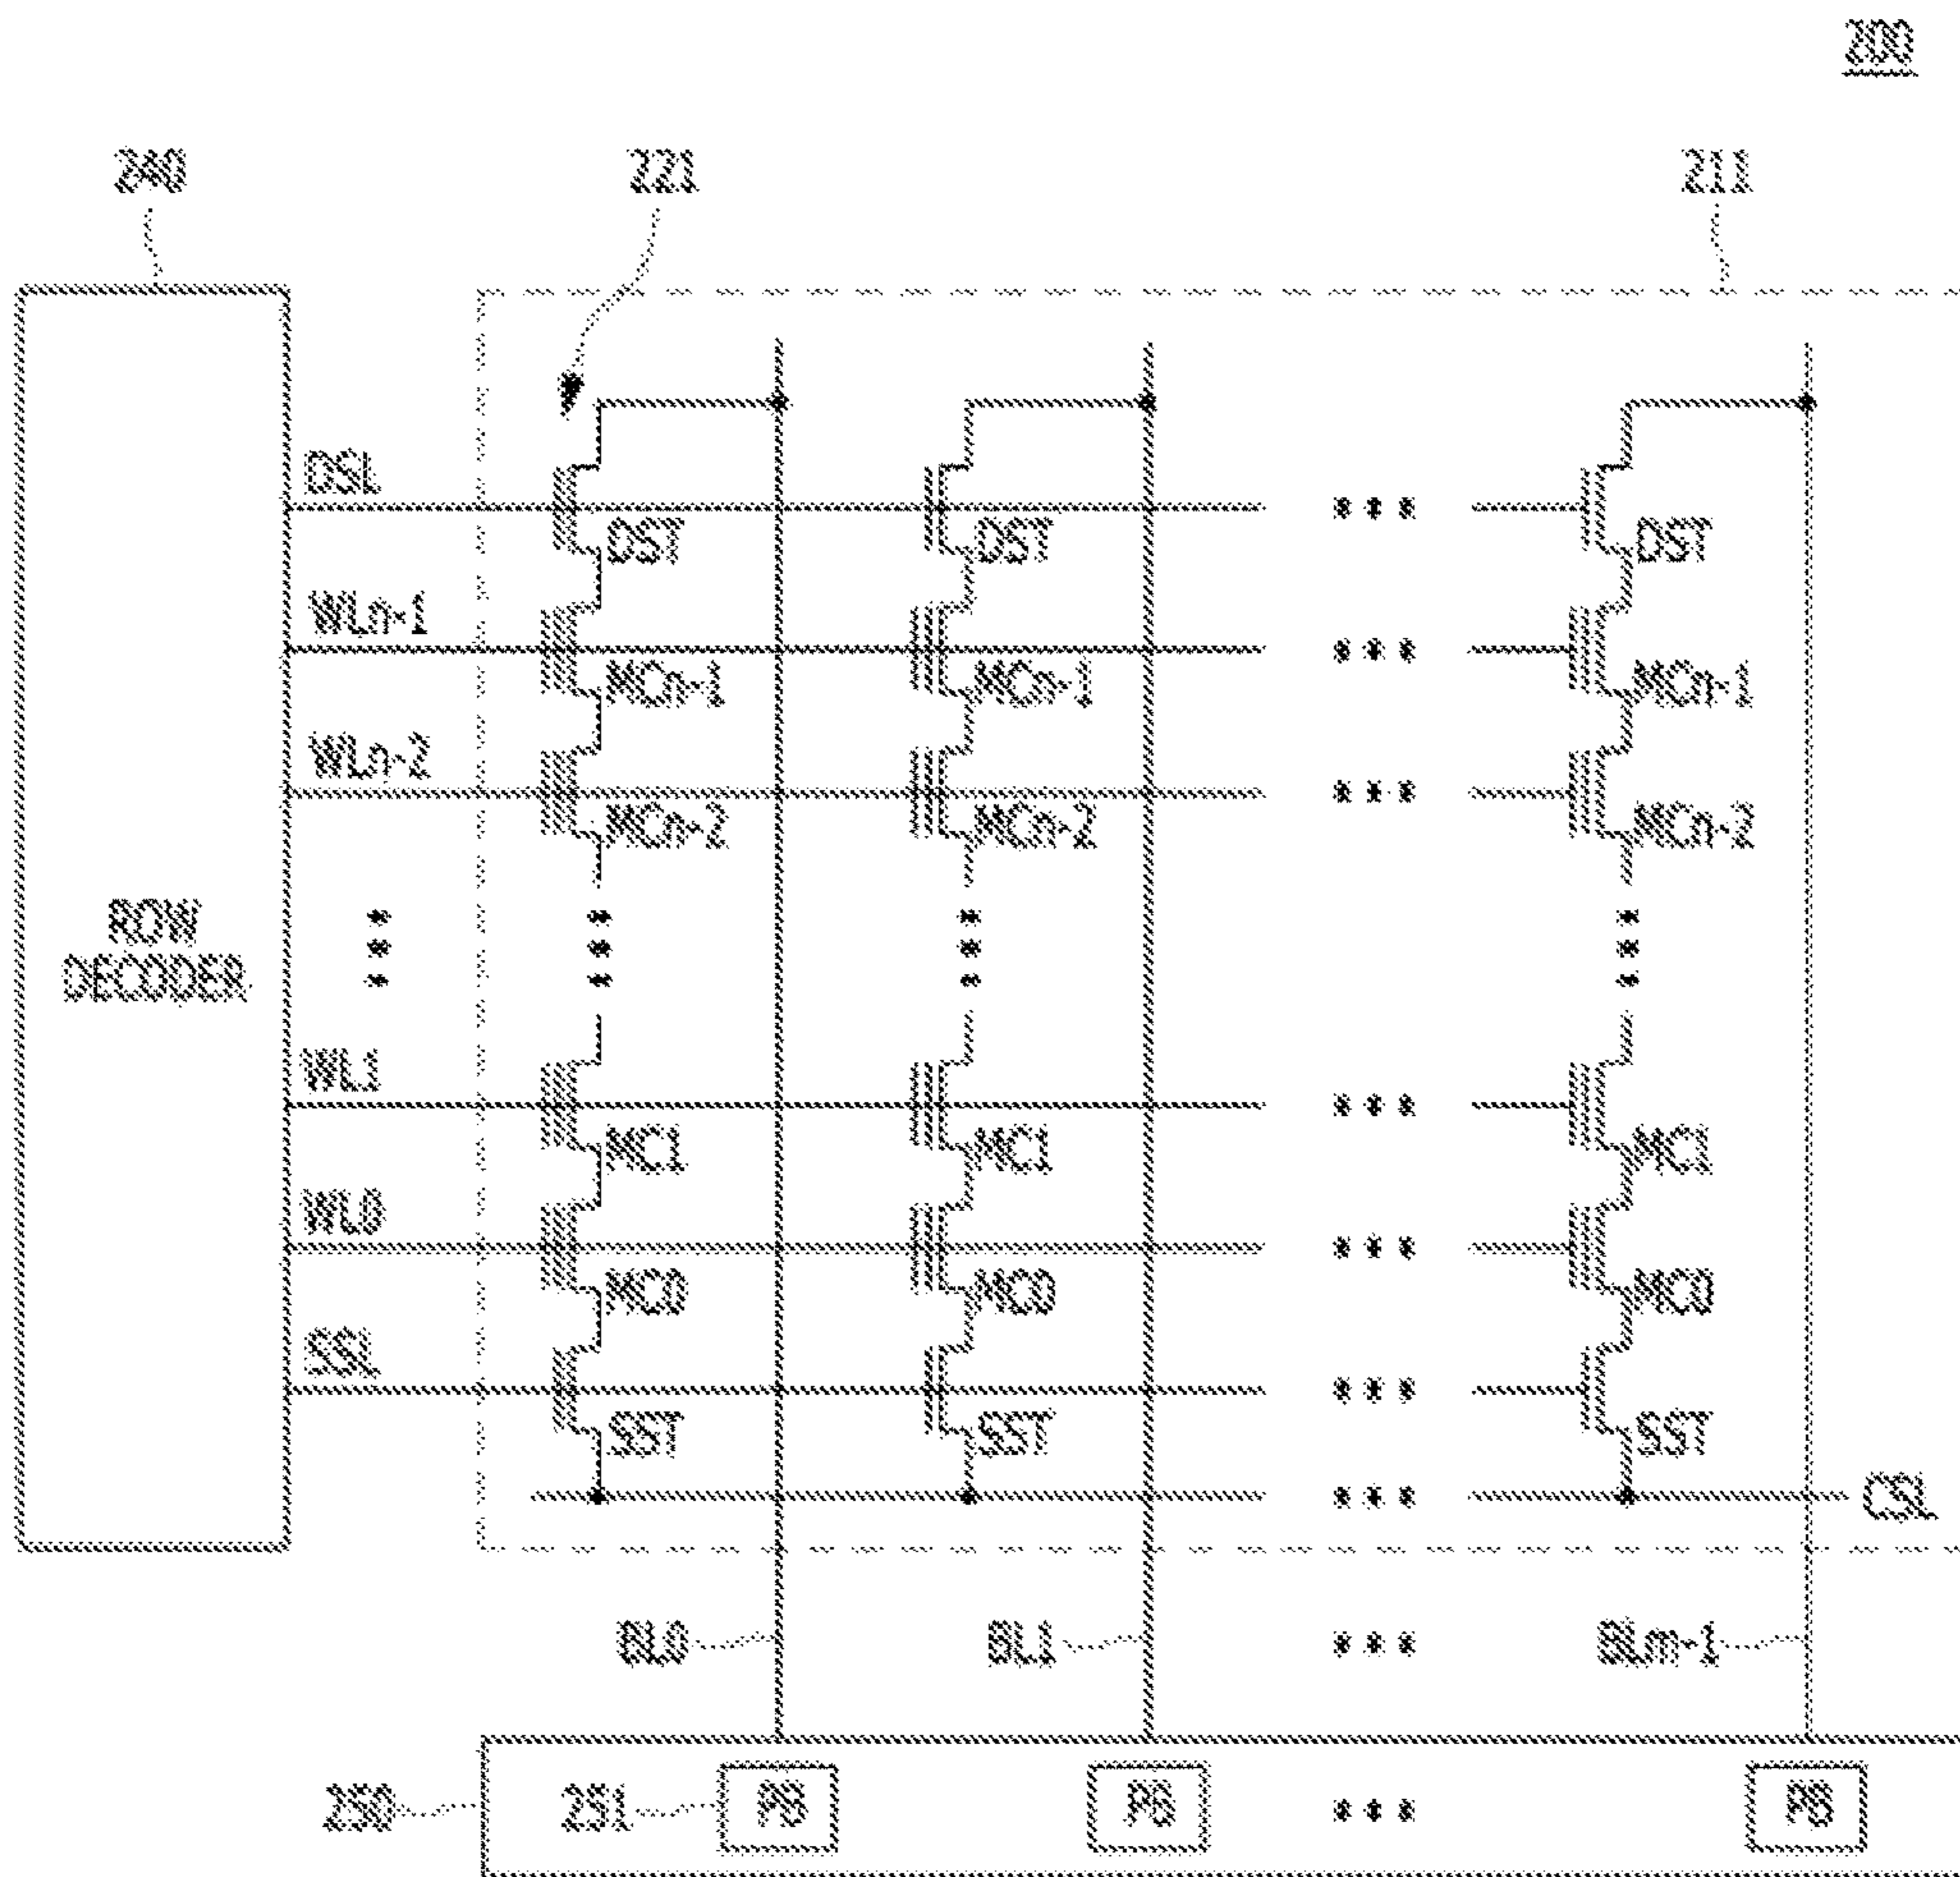 200
240 221 211
DSL
DST DST DST
WLn-1
MCn-1 MCn-1 MCn-1
WLn-2
MCn-2 MCn-2 MCn-2
ROW
DECODER
WL1
MC1 MC1 MC1
WL0
MC0 MC0 MC0
SSL
SST SST SST
CSL
BL0 BL1 BLm-1
250 251 PB PB PB